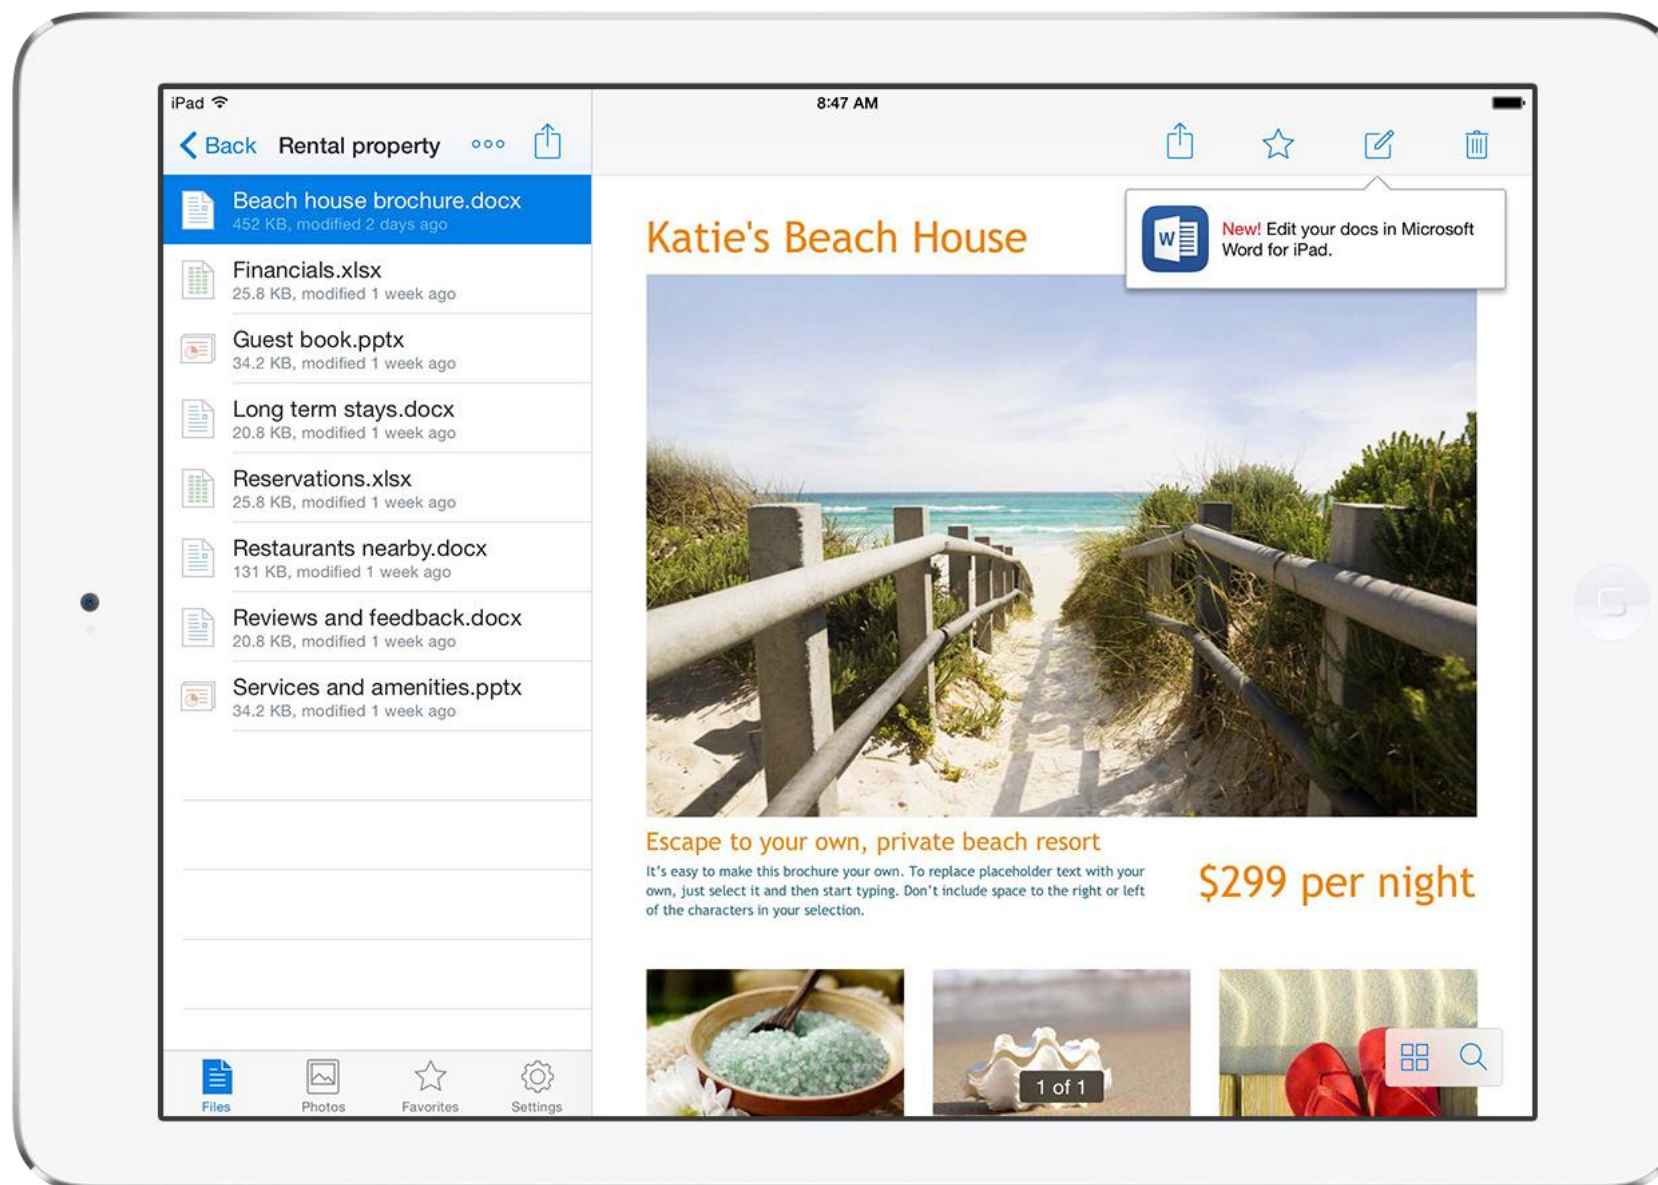 iPad
8:47 AM
Back
Rental property
Beach house brochure.docx
452 KB, modified 2 days ago
Financials.xlsx
25.8 KB, modified 1 week ago
Guest book.pptx
34.2 KB, modified 1 week ago
Long term stays.docx
20.8 KB, modified 1 week ago
Reservations.xlsx
25.8 KB, modified 1 week ago
Restaurants nearby.docx
131 KB, modified 1 week ago
Reviews and feedback.docx
20.8 KB, modified 1 week ago
Services and amenities.pptx
34.2 KB, modified 1 week ago
Files
Photos
Favorites
Settings
W
New! Edit your docs in Microsoft
Word for iPad.
Katie's Beach House
Escape to your own, private beach resort
It's easy to make this brochure your own. To replace placeholder text with your
own, just select it and then start typing. Don't include space to the right or left
of the characters in your selection.
$299 per night
1 of 1